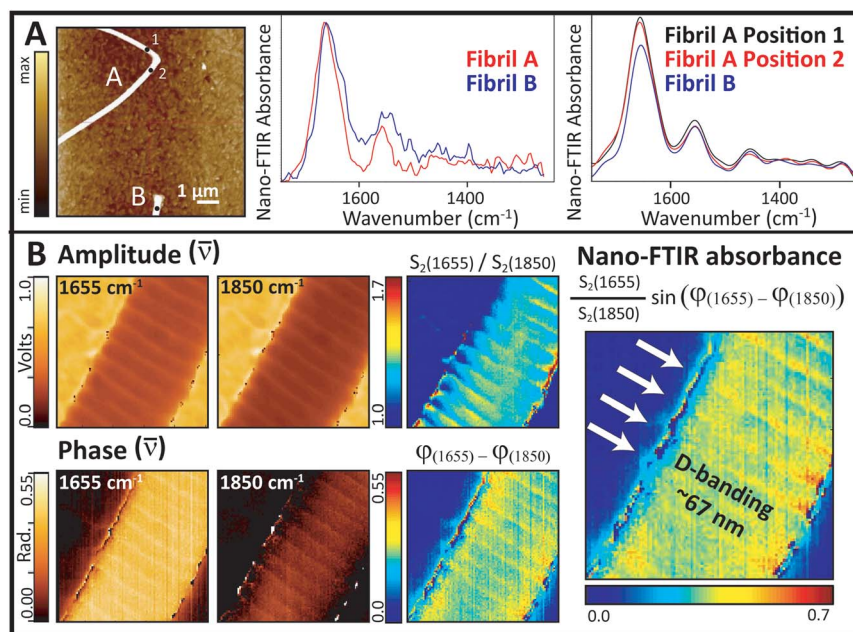 A
max
min
A
1
2
B
1 μm
Nano-FTIR Absorbance
Fibril A
Fibril B
1600
1400
Wavenumber (cm⁻¹)
Nano-FTIR Absorbance
Fibril A Position 1
Fibril A Position 2
Fibril B
1600
1400
Wavenumber (cm⁻¹)
B
Amplitude (ν̅)
1.0
Volts
0.0
1655 cm⁻¹
1850 cm⁻¹
S₂(1655) / S₂(1850)
1.7
1.0
Phase (ν̅)
0.55
Rad.
0.00
1655 cm⁻¹
1850 cm⁻¹
φ(1655) – φ(1850)
0.55
0.0
Nano-FTIR absorbance
S₂(1655)
S₂(1850)
sin (φ(1655) – φ(1850))
D-banding
~67 nm
0.0
0.7